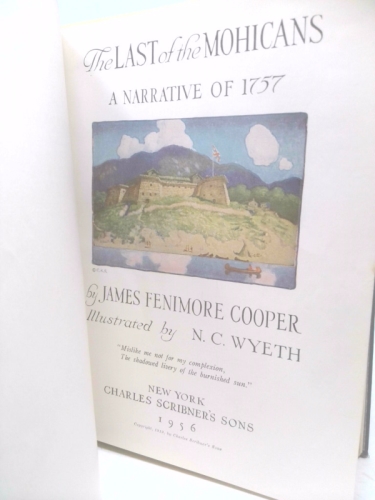 The LAST of the MOHICANS
A NARRATIVE OF 1757
by JAMES FENIMORE COOPER
Illustrated by N. C. WYETH
"Mislike me not for my complexion,
The shadowed livery of the burnished sun."
NEW YORK
CHARLES SCRIBNER'S SONS
1956